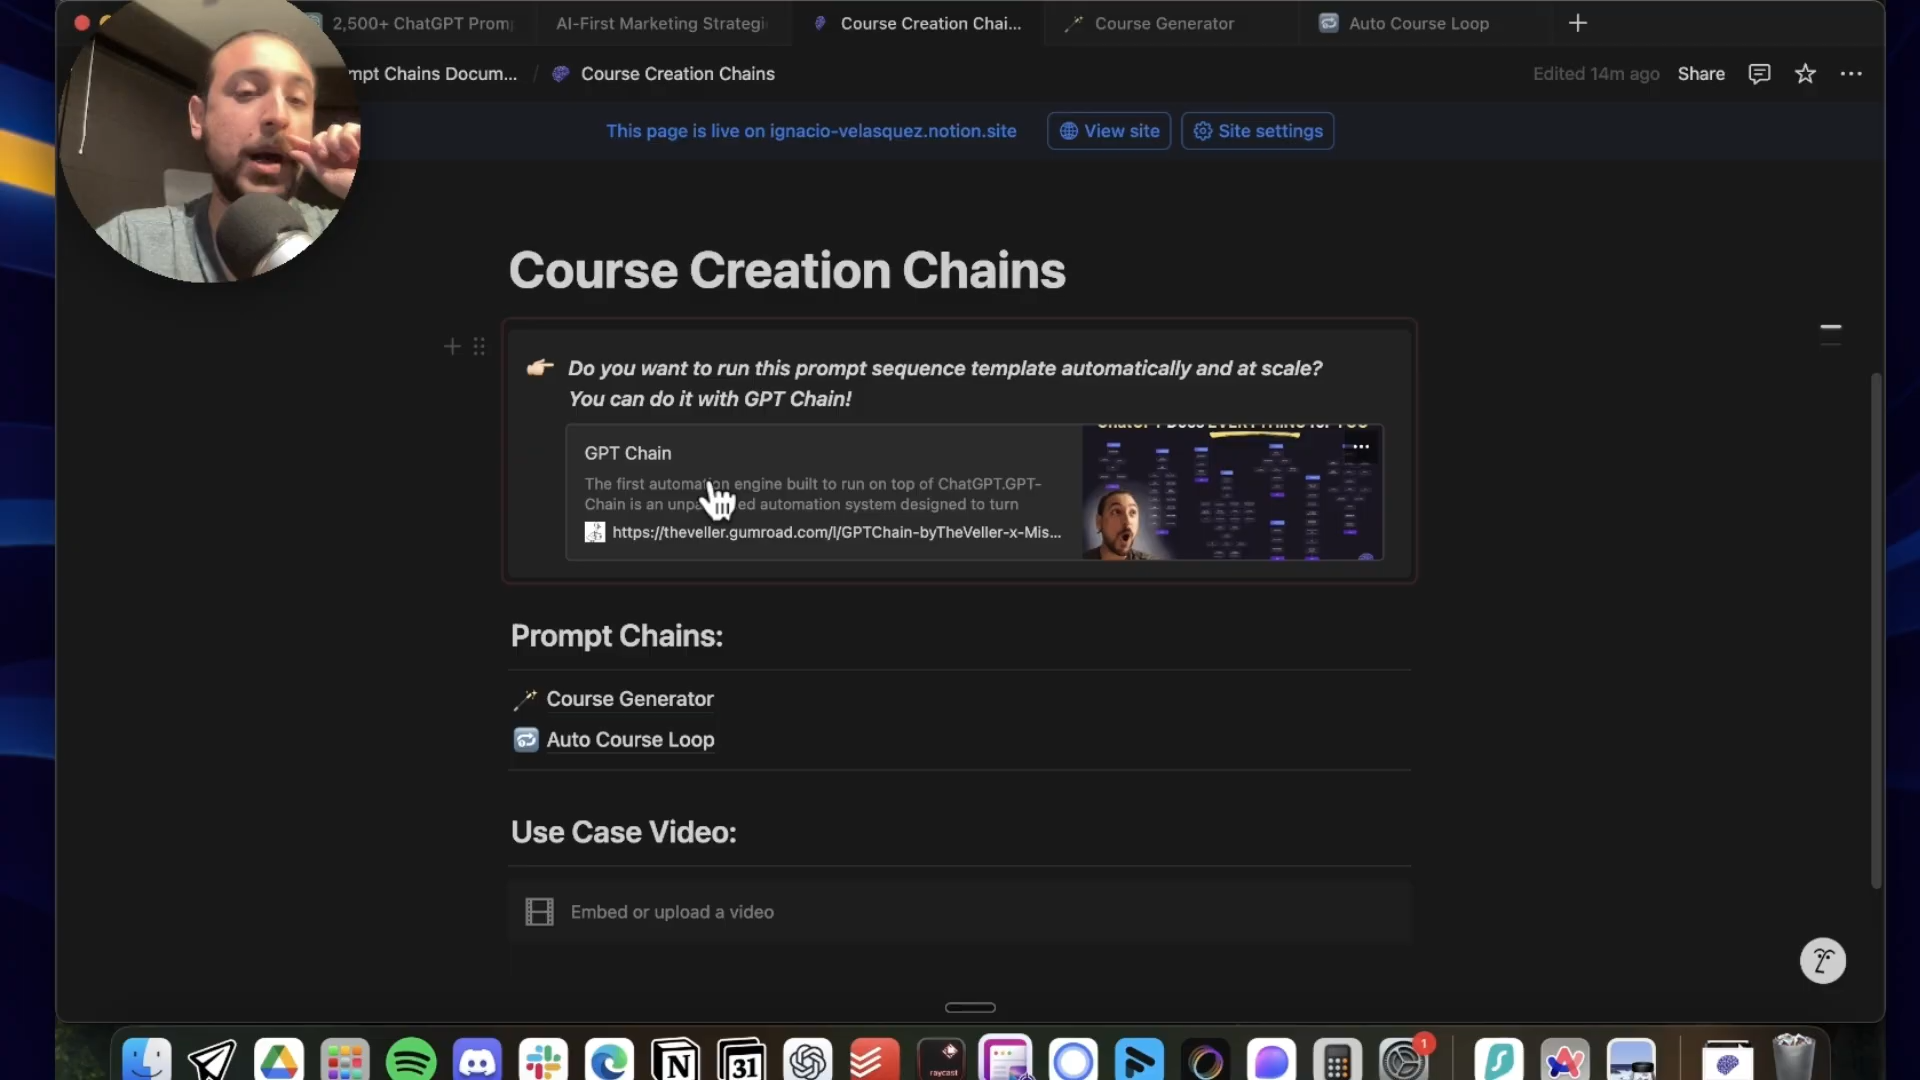 2,500+ ChatGPT Prom
AI-First Marketing Strategi
Course Creation Chai...
Course Generator
Auto Course Loop
mpt Chains Docum...
/
Course Creation Chains
Edited 14m ago
Share
This page is live on ignacio-velasquez.notion.site
View site
Site settings
Course Creation Chains
Do you want to run this prompt sequence template automatically and at scale?
You can do it with GPT Chain!
GPT Chain
The first automation engine built to run on top of ChatGPT.GPT-
Chain is an ed automation system designed to turn
https://theveller.gumroad.com/l/GPTChain-byTheVeller-x-Mis...
Prompt Chains:
Course Generator
Auto Course Loop
Use Case Video:
Embed or upload a video
31
raycast
1